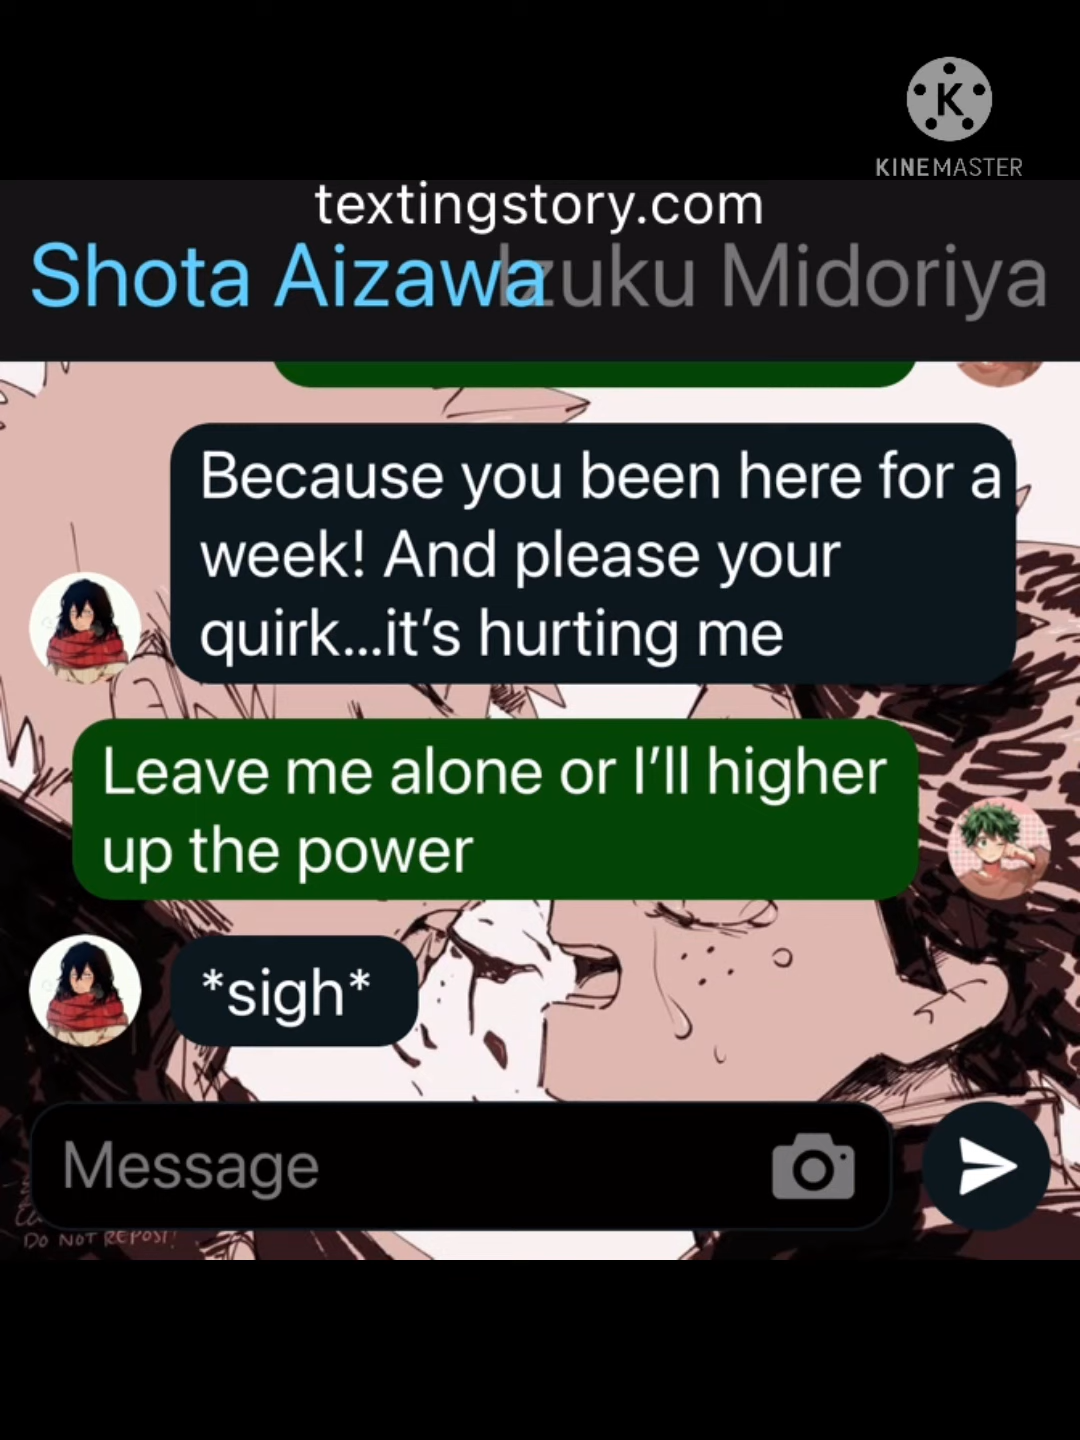 KINEMASTER
textingstory.com
Shota Aizawa Izuku Midoriya
Because you been here for a
week! And please your
quirk...it's hurting me
Leave me alone or I'll higher
up the power
*sigh*
Message
DO NOT REPOST!